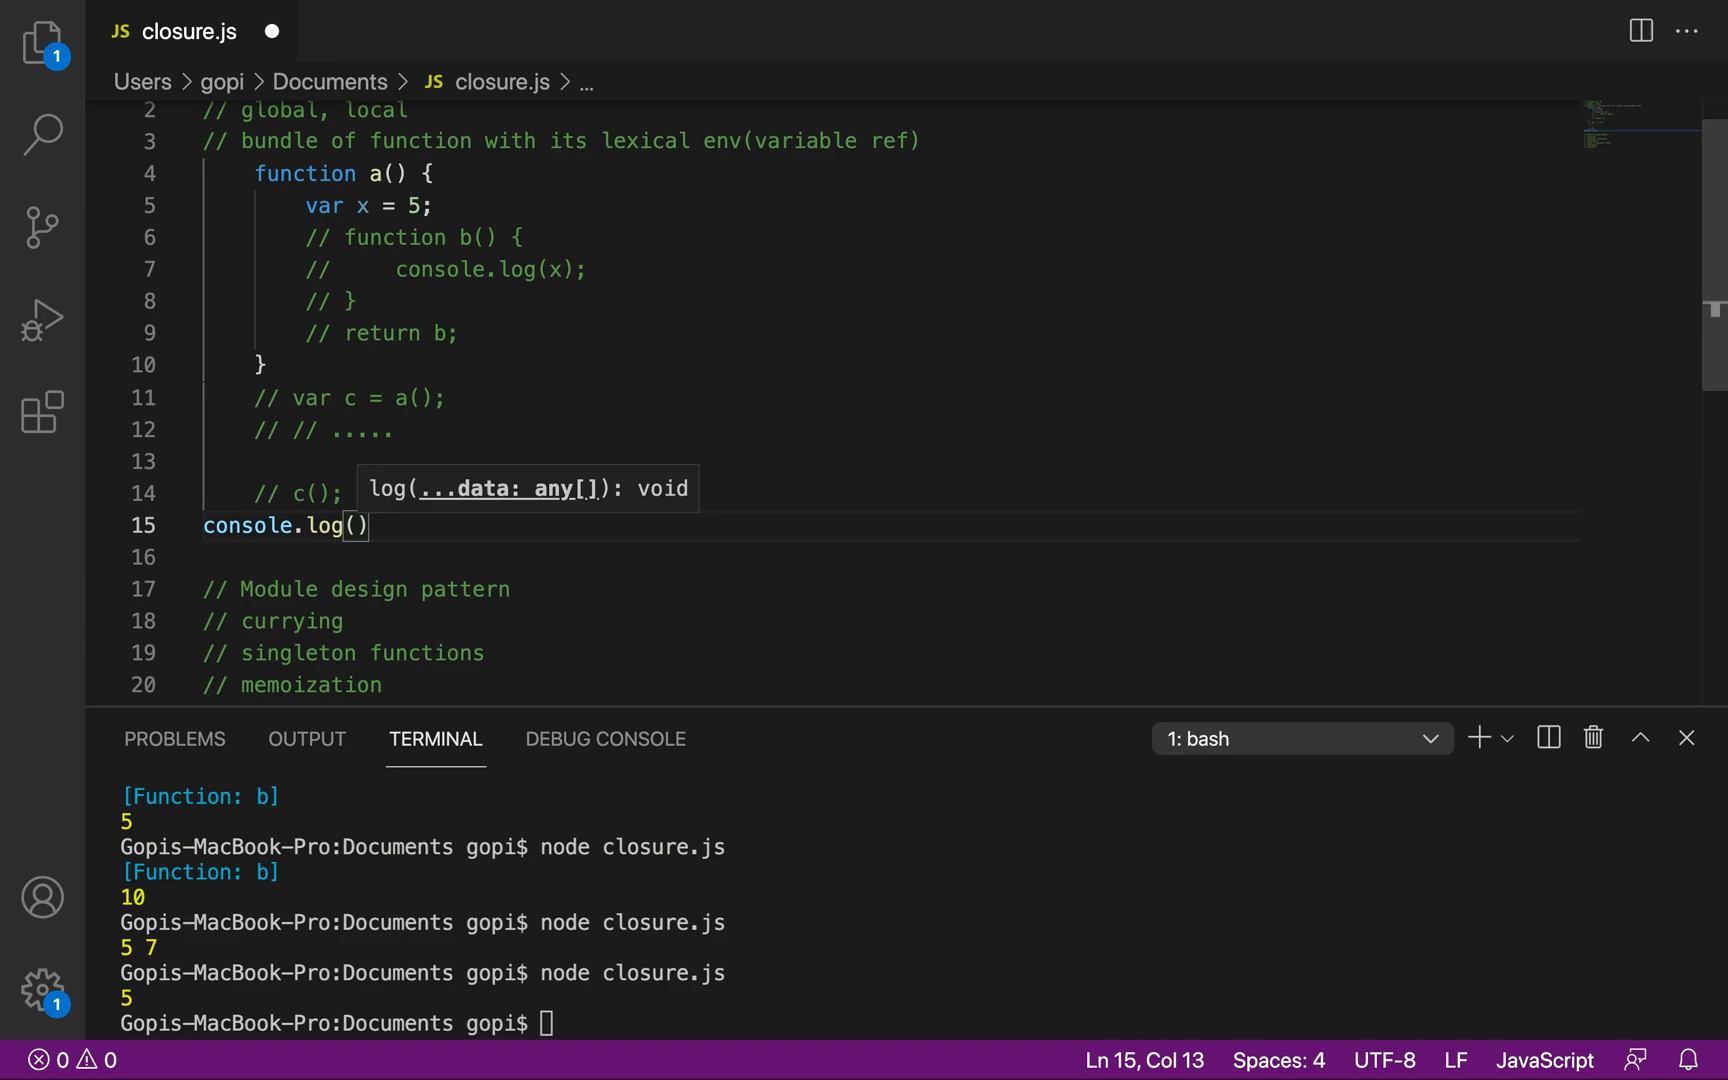 1
JS closure.js
Users > gopi > Documents > JS closure.js > ...
2 // global, local
3 // bundle of function with its lexical env(variable ref)
4 function a() {
5 var x = 5;
6 // function b() {
7 // console.log(x);
8 // }
9 // return b;
10 }
11 // var c = a();
12 // // .....
13
log(...data: any[]): void
14 // c();
15 console.log()
16
17 // Module design pattern
18 // currying
19 // singleton functions
20 // memoization
PROBLEMS OUTPUT TERMINAL DEBUG CONSOLE 1: bash
[Function: b]
5
Gopis-MacBook-Pro:Documents gopi$ node closure.js
[Function: b]
10
Gopis-MacBook-Pro:Documents gopi$ node closure.js
5 7
Gopis-MacBook-Pro:Documents gopi$ node closure.js
5
Gopis-MacBook-Pro:Documents gopi$
1
0 0 Ln 15, Col 13 Spaces: 4 UTF-8 LF JavaScript